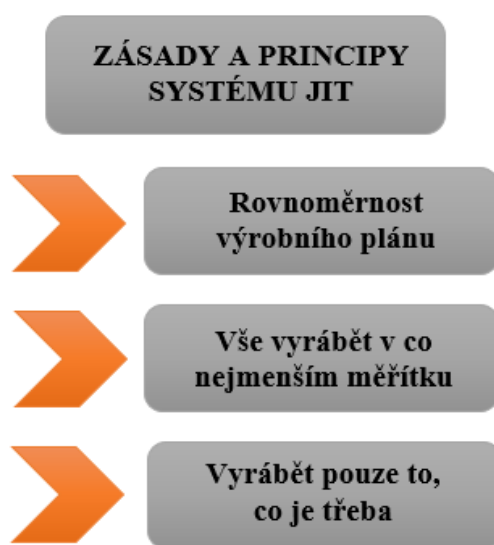 ZÁSADY A PRINCIPY
SYSTÉMU JIT
Rovnoměrnost
výrobního plánu
Vše vyrábět v co
nejmenším měřítku
Vyrábět pouze to,
co je třeba